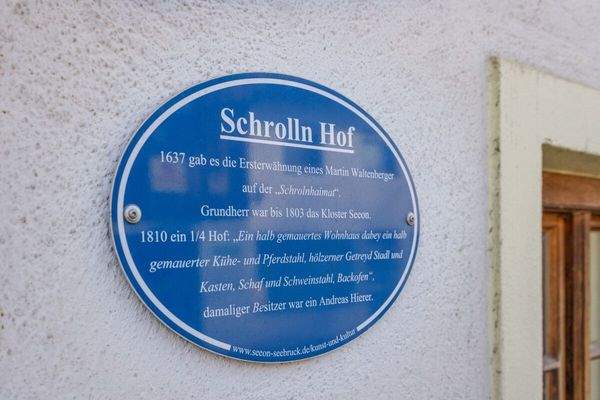 Schrolln Hof
1637 gab es die Ersterwähnung eines Martin Waltenberger
auf der „Schrolnhaimat“.
Grundherr war bis 1803 das Kloster Seeon.
1810 ein 1/4 Hof: „Ein halb gemauertes Wohnhaus dabey ein halb
gemauerter Kühe- und Pferdstahl, hölzerner Getreyd Stadl und
Kasten, Schaf und Schweinstahl, Backofen“,
damaliger Besitzer war ein Andreas Hierer.
www.seeon-seebruck.de/kunst-und-kultur